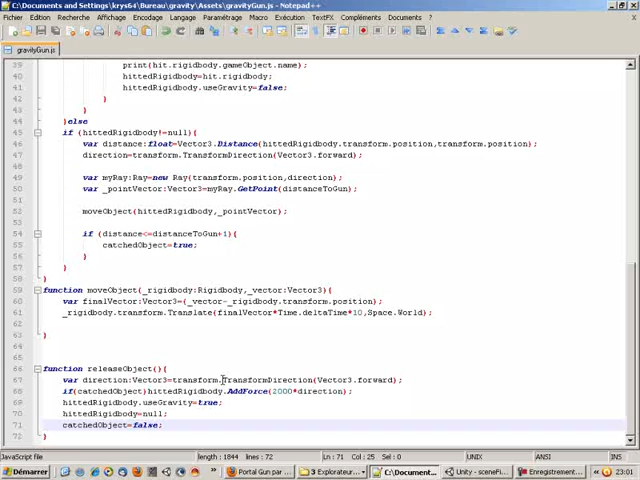 C:\Documents and Settings\krys64\Bureau\gravity\Assets\gravityGun.js - Notepad++
Fichier Edition Recherche Affichage Encodage Langage Paramétrage Macro Exécution TextFX Compléments Documents ?
gravityGun.js
39 print(hit.rigidbody.gameObject.name);
40 hittedRigidbody=hit.rigidbody;
41 hittedRigidbody.useGravity=false;
42 }
43 }
44 }else
45 if (hittedRigidbody!=null){
46 var distance:float=Vector3.Distance(hittedRigidbody.transform.position,transform.position);
47 direction=transform.TransformDirection(Vector3.forward);
48
49 var myRay:Ray=new Ray(transform.position,direction);
50 var _pointVector:Vector3=myRay.GetPoint(distanceToGun);
51
52 moveObject(hittedRigidbody,_pointVector);
53
54 if (distance<=distanceToGun+1){
55 catchedObject=true;
56 }
57 }
58 }
59 function moveObject(_rigidbody:Rigidbody,_vector:Vector3){
60 var finalVector:Vector3=(_vector-_rigidbody.transform.position);
61 _rigidbody.transform.Translate(finalVector*Time.deltaTime*10,Space.World);
62
63 }
64
65
66 function releaseObject(){
67 var direction:Vector3=transform.TransformDirection(Vector3.forward);
68 if(catchedObject)hittedRigidbody.AddForce(2000*direction);
69 hittedRigidbody.useGravity=true;
70 hittedRigidbody=null;
71 catchedObject=false;
72 }
JavaScript file length : 1844 lines : 72 Ln : 71 Col : 25 Sel : 0 UNIX ANSI INS
Démarrer Portal Gun par ... 3 Explorateur... C:\Document... Unity - sceneFi... Enregistrement... 23:01